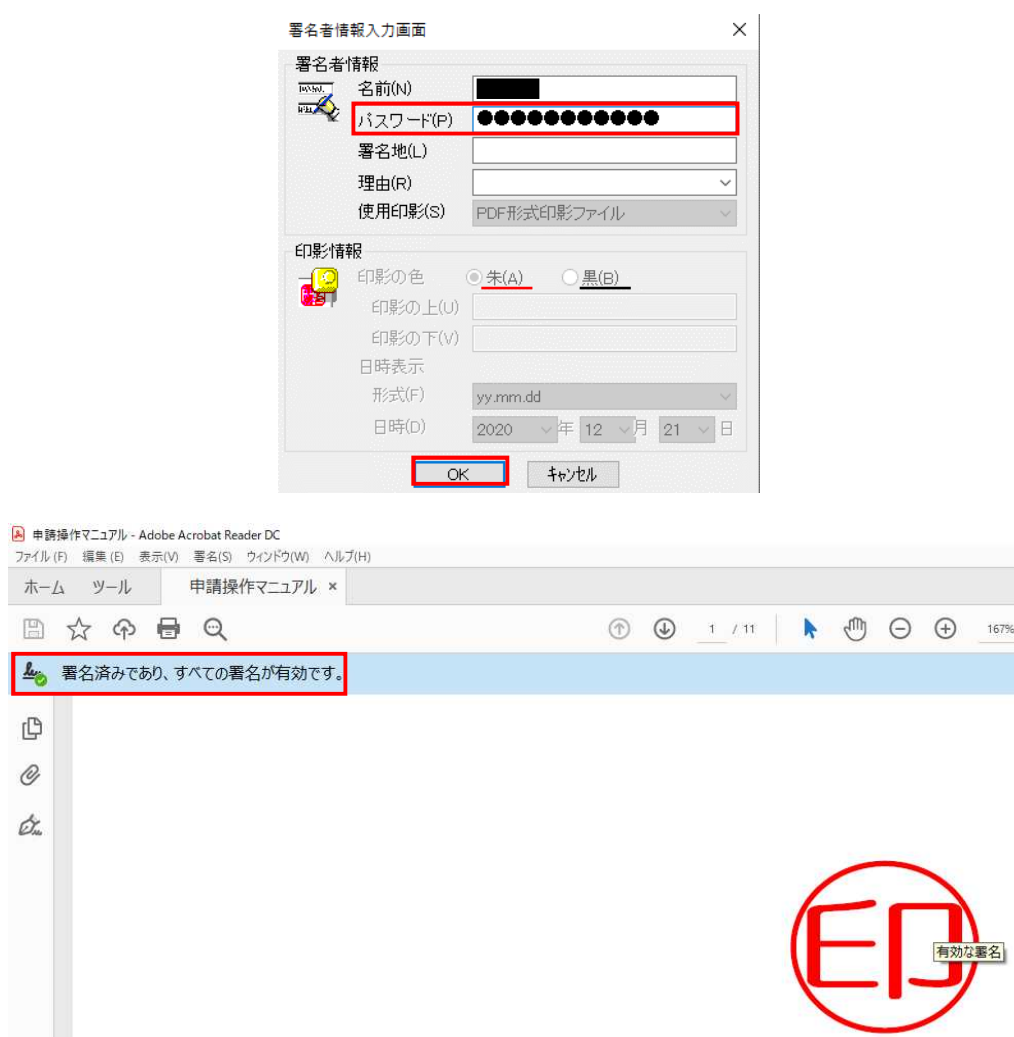 署名者情報入力画面
署名者情報
名前(N)
パスワード(P) ●●●●●●●●●●●
署名地(L)
理由(R)
使用印影(S) PDF形式印影ファイル
印影情報
印影の色 朱(A) 黒(B)
印影の上(U)
印影の下(V)
日時表示
形式(F) yy.mm.dd
日時(D) 2020 年 12 月 21 日
OK キャンセル
申請操作マニュアル - Adobe Acrobat Reader DC
ファイル(F) 編集(E) 表示(V) 署名(S) ウィンドウ(W) ヘルプ(H)
ホーム ツール 申請操作マニュアル ×
1 / 11 167%
署名済みであり、すべての署名が有効です。
印
有効な署名